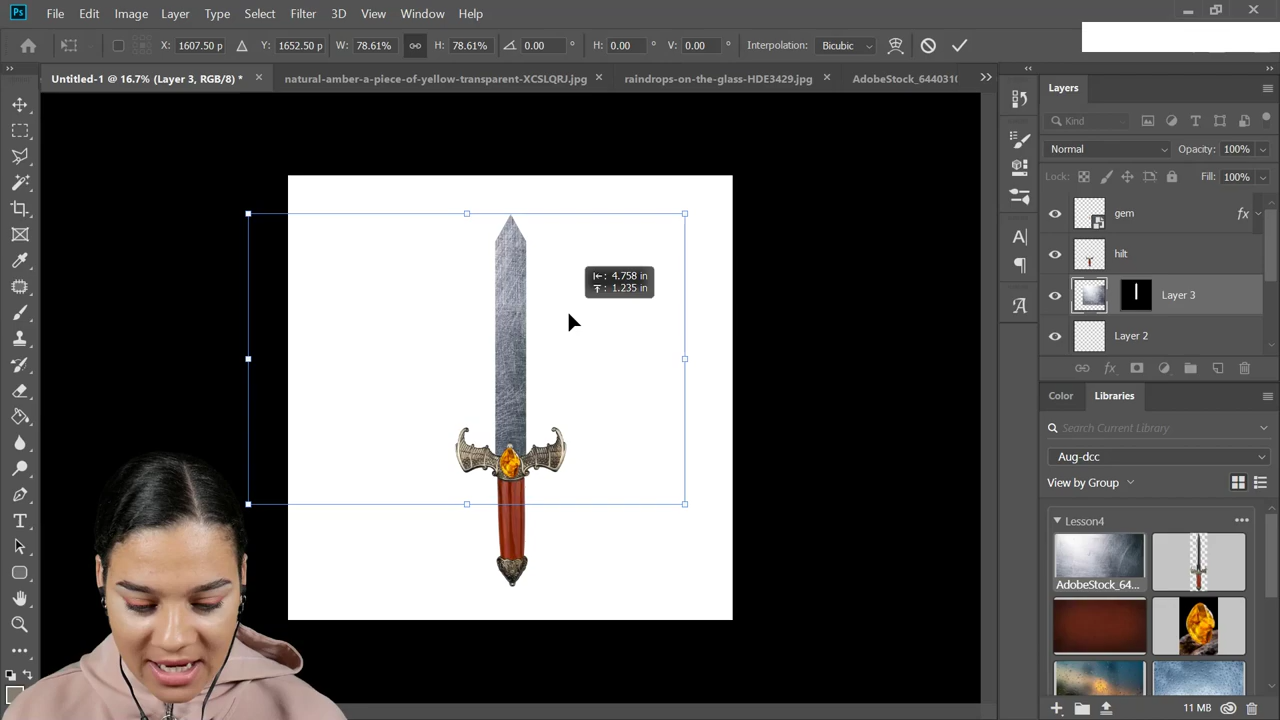 Ps File Edit Image Layer Type Select Filter 3D View Window Help
X: 1607.50 p Y: 1652.50 p W: 78.61% H: 78.61% 0.00 ° H: 0.00 ° V: 0.00 ° Interpolation: Bicubic
Untitled-1 @ 16.7% (Layer 3, RGB/8) * × natural-amber-a-piece-of-yellow-transparent-XCSLQRJ.jpg × raindrops-on-the-glass-HDE3429.jpg × AdobeStock_6440310
Layers
Kind
Normal Opacity: 100%
Lock: Fill: 100%
gem fx
hilt
4.758 in
1.235 in
Layer 3
Layer 2
fx
Color Libraries
Search Current Library
Aug-dcc
View by Group
Lesson4
AdobeStock_64...
11 MB